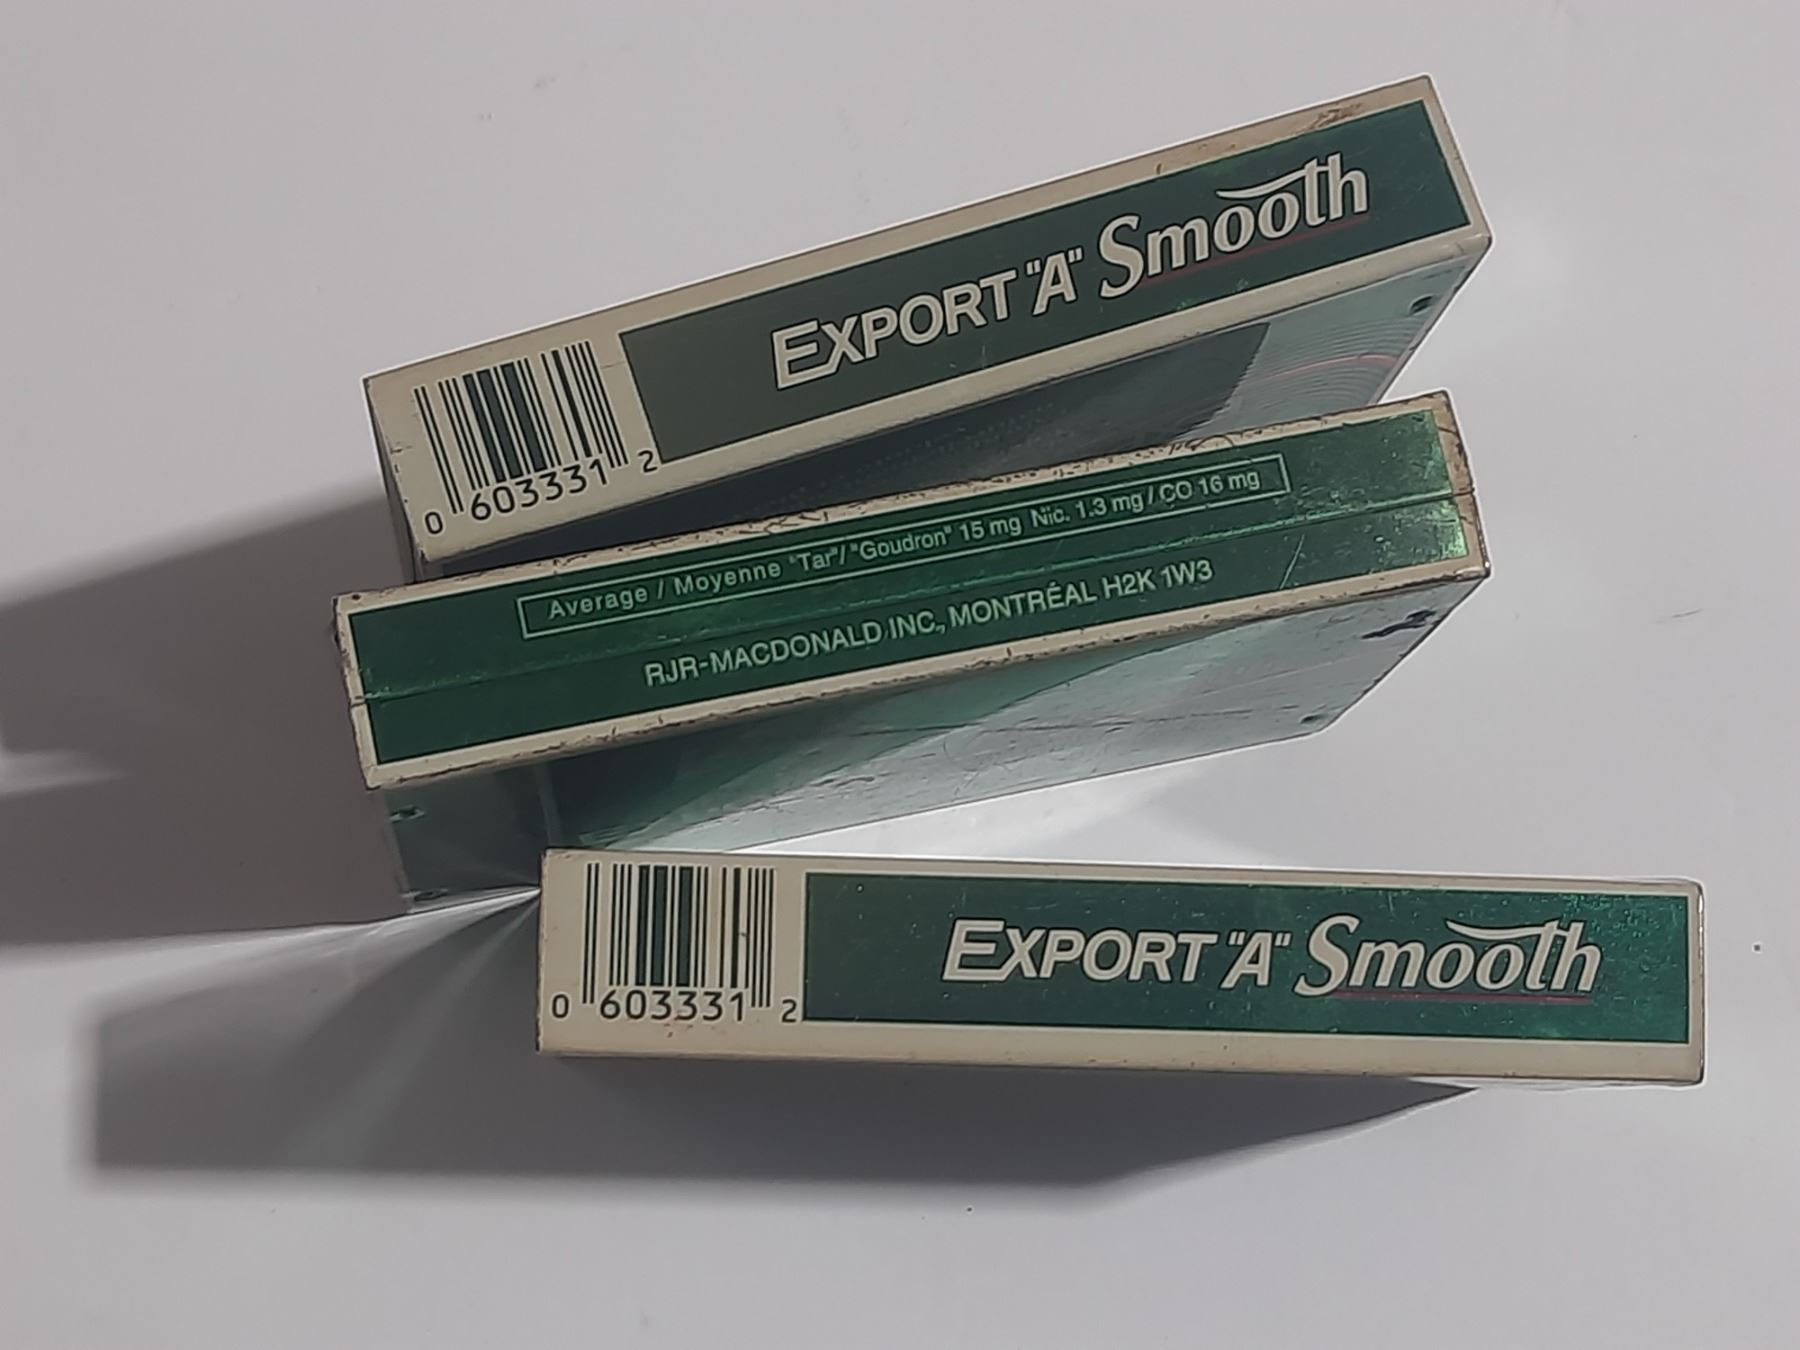 EXPORT "A" Smooth
0 603331 2
Average / Moyenne "Tar"/ "Goudron" 15 mg Nic. 1.3 mg / CO 16 mg
RJR-MACDONALD INC., MONTRÉAL H2K 1W3
EXPORT "A" Smooth
0 603331 2